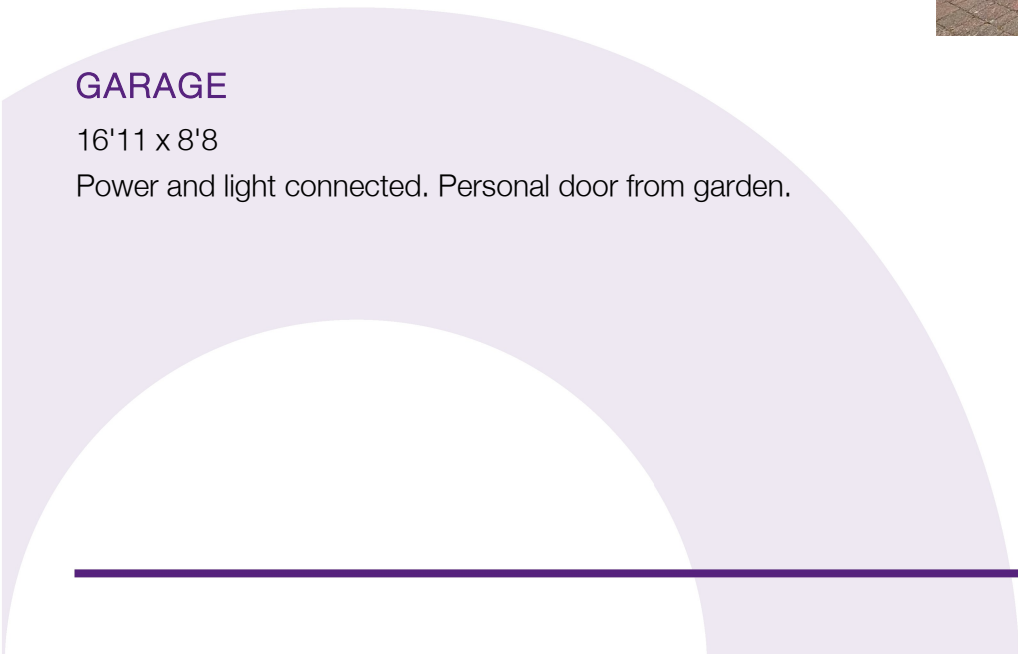 GARAGE
16'11 x 8'8
Power and light connected. Personal door from garden.